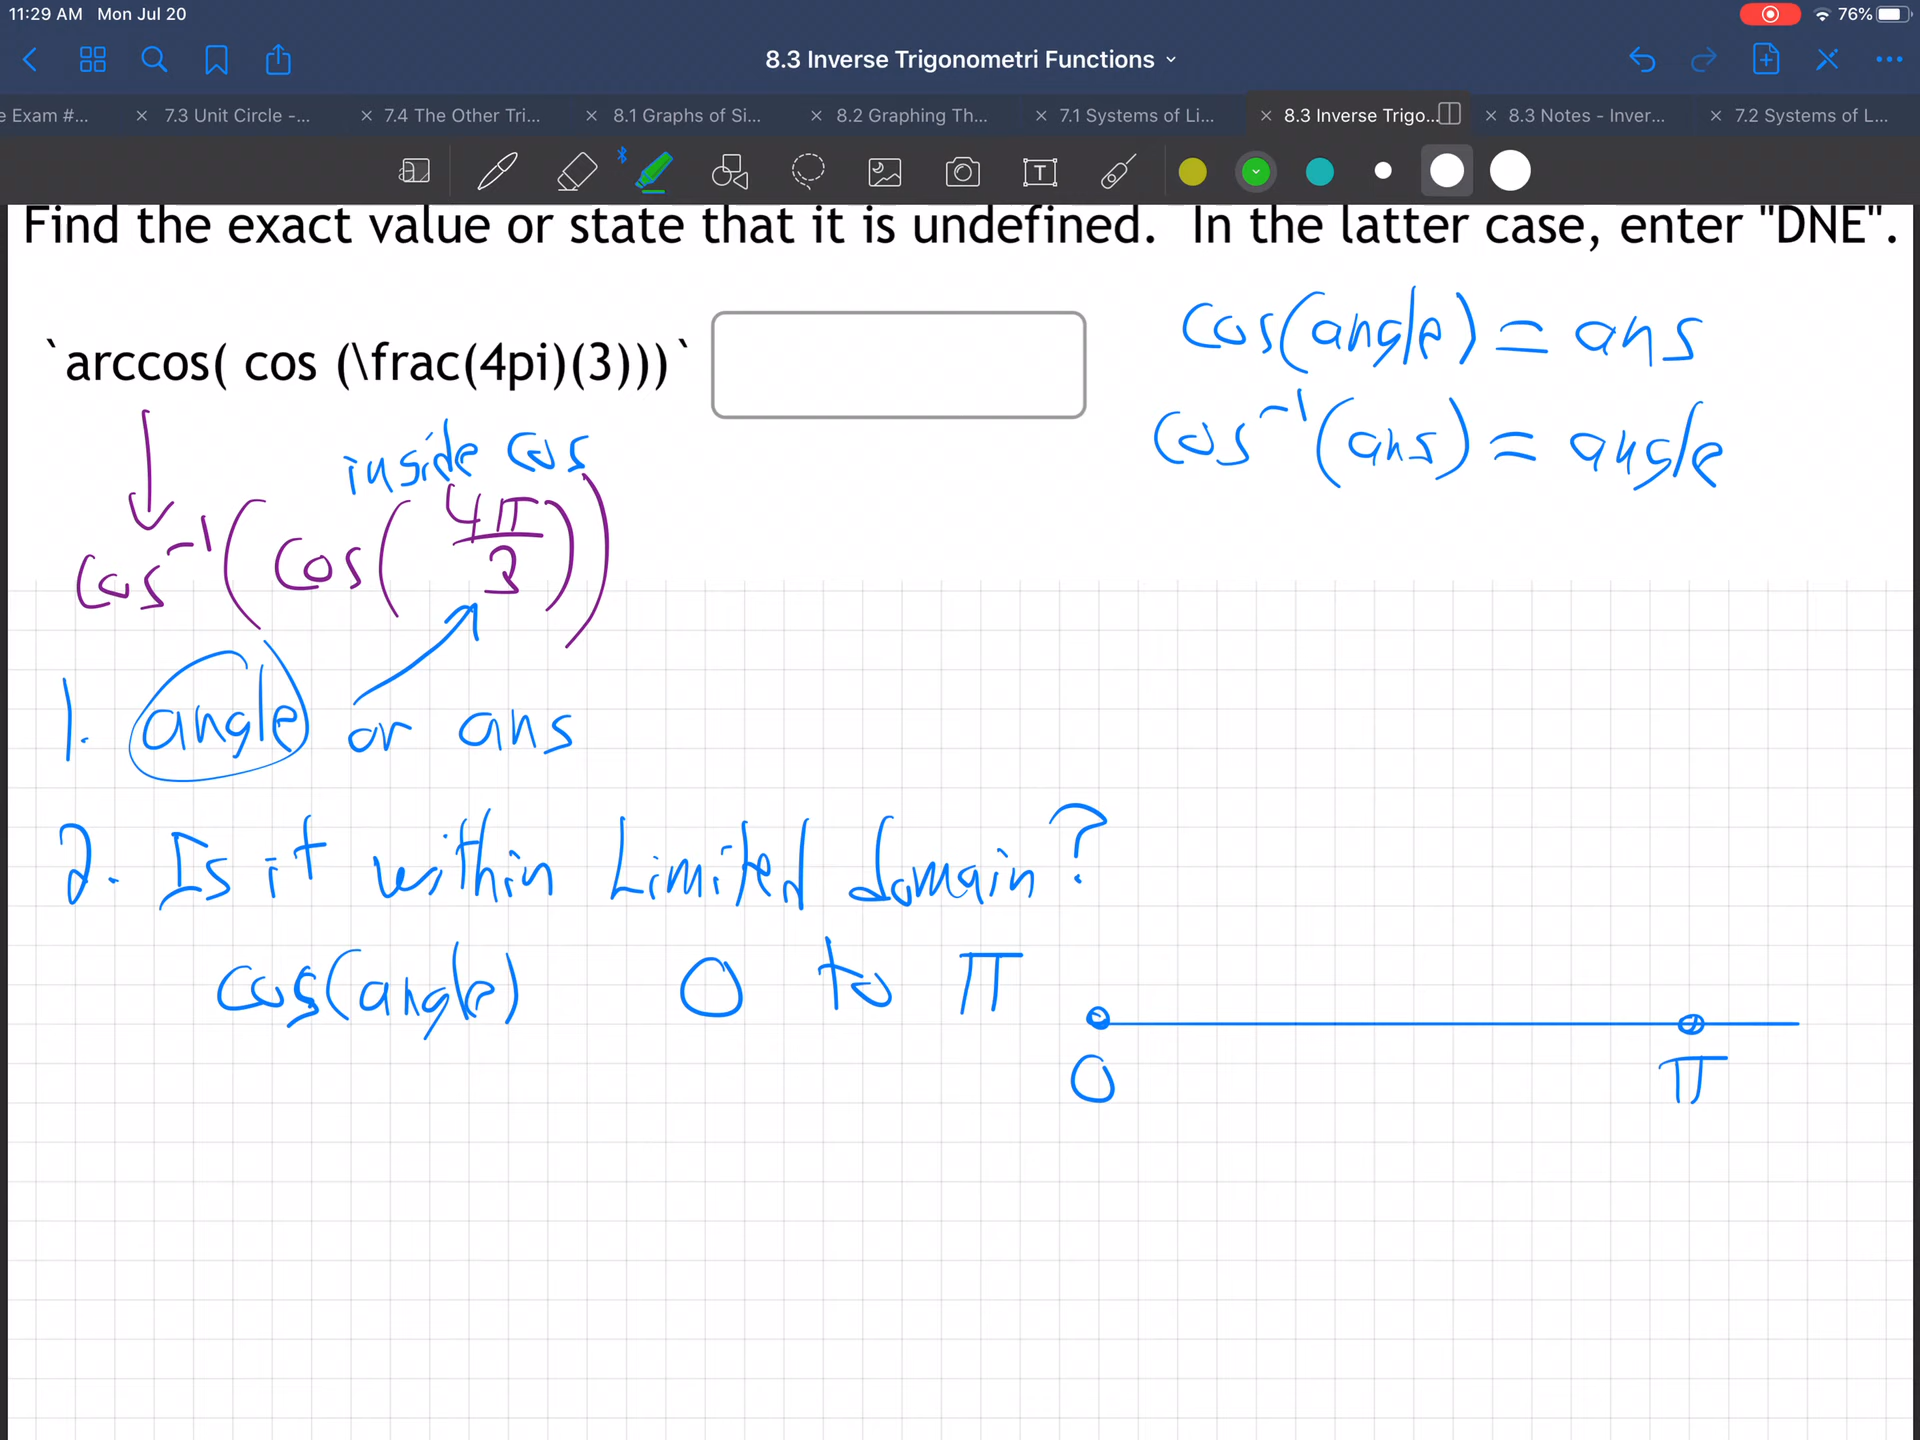 11:29 AM Mon Jul 20 76%
8.3 Inverse Trigonometri Functions
e Exam #... × 7.3 Unit Circle -... × 7.4 The Other Tri... × 8.1 Graphs of Si... × 8.2 Graphing Th... × 7.1 Systems of Li... × 8.3 Inverse Trigo... × 8.3 Notes - Inver... × 7.2 Systems of L...
T
Find the exact value or state that it is undefined. In the latter case, enter "DNE".
cos(angle) = ans
`arccos( cos (\frac(4pi)(3)))`
cos⁻¹(ans) = angle
inside cos
cos⁻¹(cos(4π/3))
1. angle or ans
2. Is it within Limited domain?
cos(angle) 0 to π
0 π